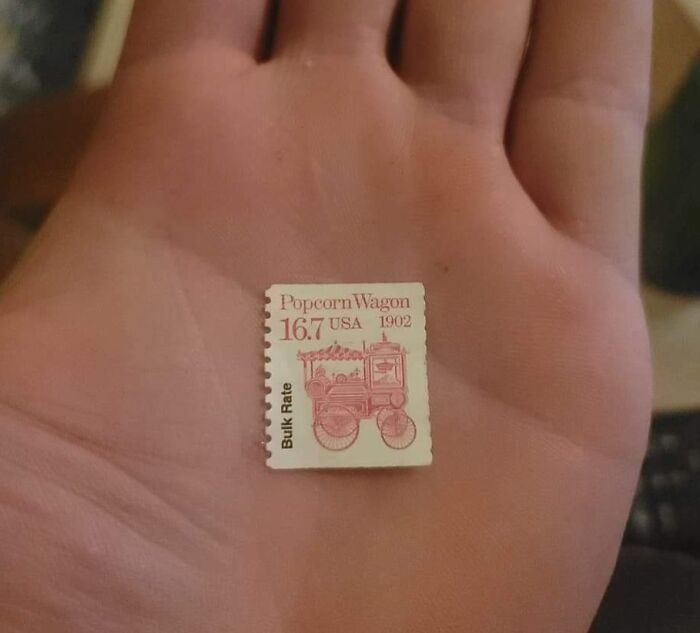 Popcorn Wagon
16.7 USA 1902
Bulk Rate